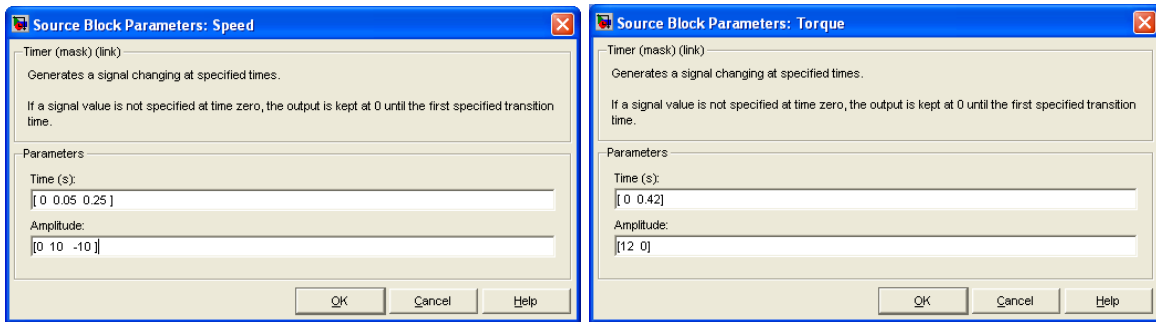 Source Block Parameters: Speed
Timer (mask) (link)
Generates a signal changing at specified times.
If a signal value is not specified at time zero, the output is kept at 0 until the first specified transition
time.
Parameters
Time (s):
[ 0 0.05 0.25 ]
Amplitude:
[0 10 -10 ]
OK
Cancel
Help
Source Block Parameters: Torque
Timer (mask) (link)
Generates a signal changing at specified times.
If a signal value is not specified at time zero, the output is kept at 0 until the first specified transition
time.
Parameters
Time (s):
[ 0 0.42]
Amplitude:
[12 0]
OK
Cancel
Help